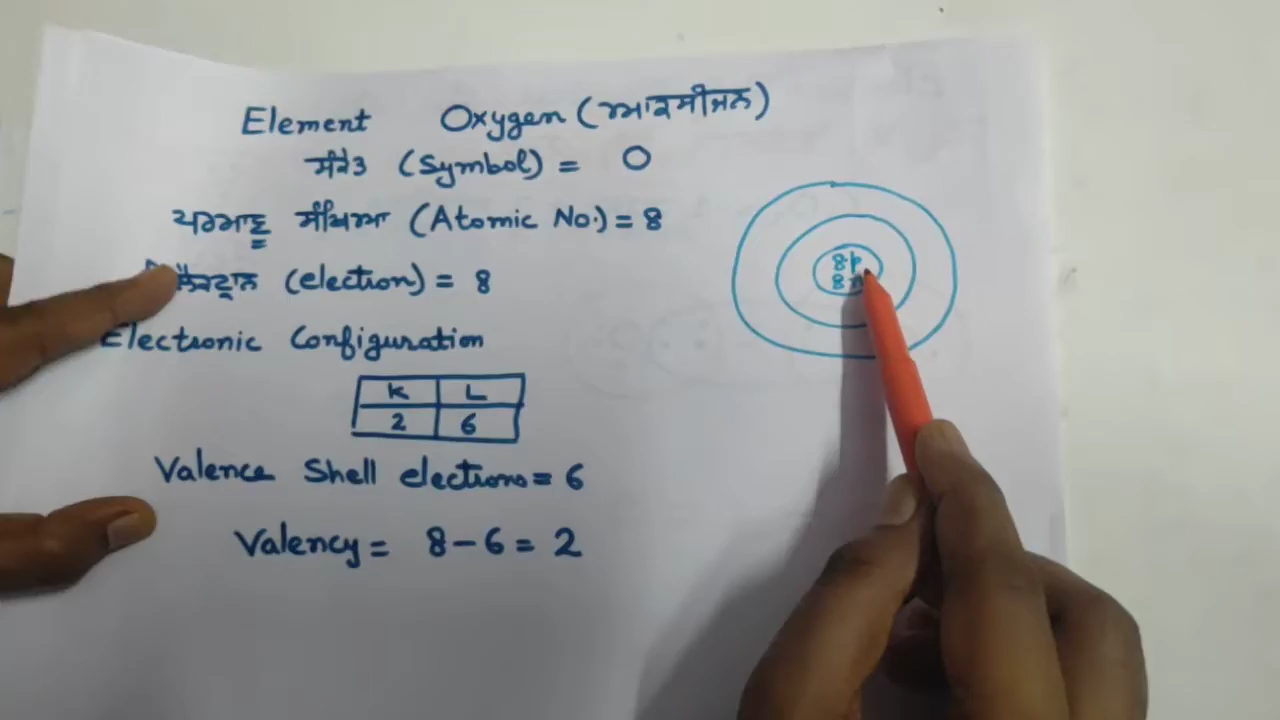 Element Oxygen (ਆਕਸੀਜਨ)
ਸੰਕੇਤ (Symbol) = O
ਪਰਮਾਣੂ ਸੰਖਿਆ (Atomic No.) = 8
(election) = 8
Electronic Configuration
K L
2 6
Valence Shell elections = 6
Valency = 8 - 6 = 2
8p
8n